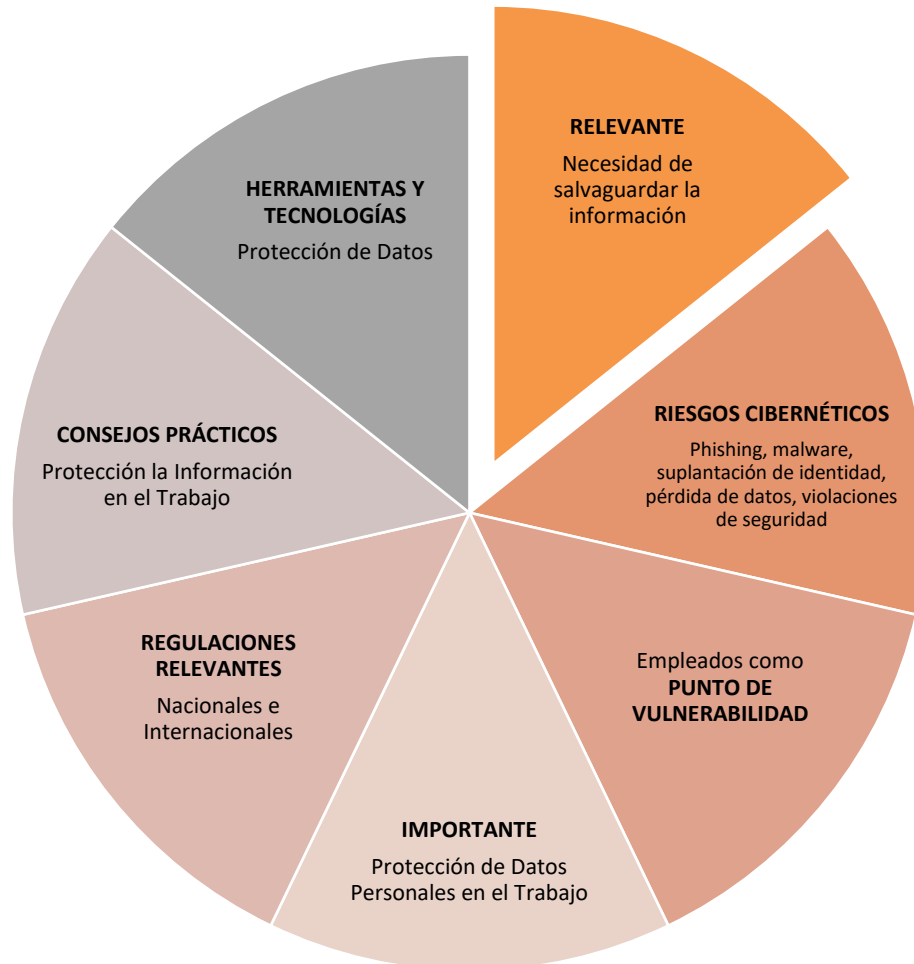 RELEVANTE
Necesidad de
salvaguardar la
información
RIESGOS CIBERNÉTICOS
Phishing, malware,
suplantación de identidad,
pérdida de datos, violaciones
de seguridad
Empleados como
PUNTO DE
VULNERABILIDAD
IMPORTANTE
Protección de Datos
Personales en el Trabajo
REGULACIONES
RELEVANTES
Nacionales e
Internacionales
CONSEJOS PRÁCTICOS
Protección la Información
en el Trabajo
HERRAMIENTAS Y
TECNOLOGÍAS
Protección de Datos